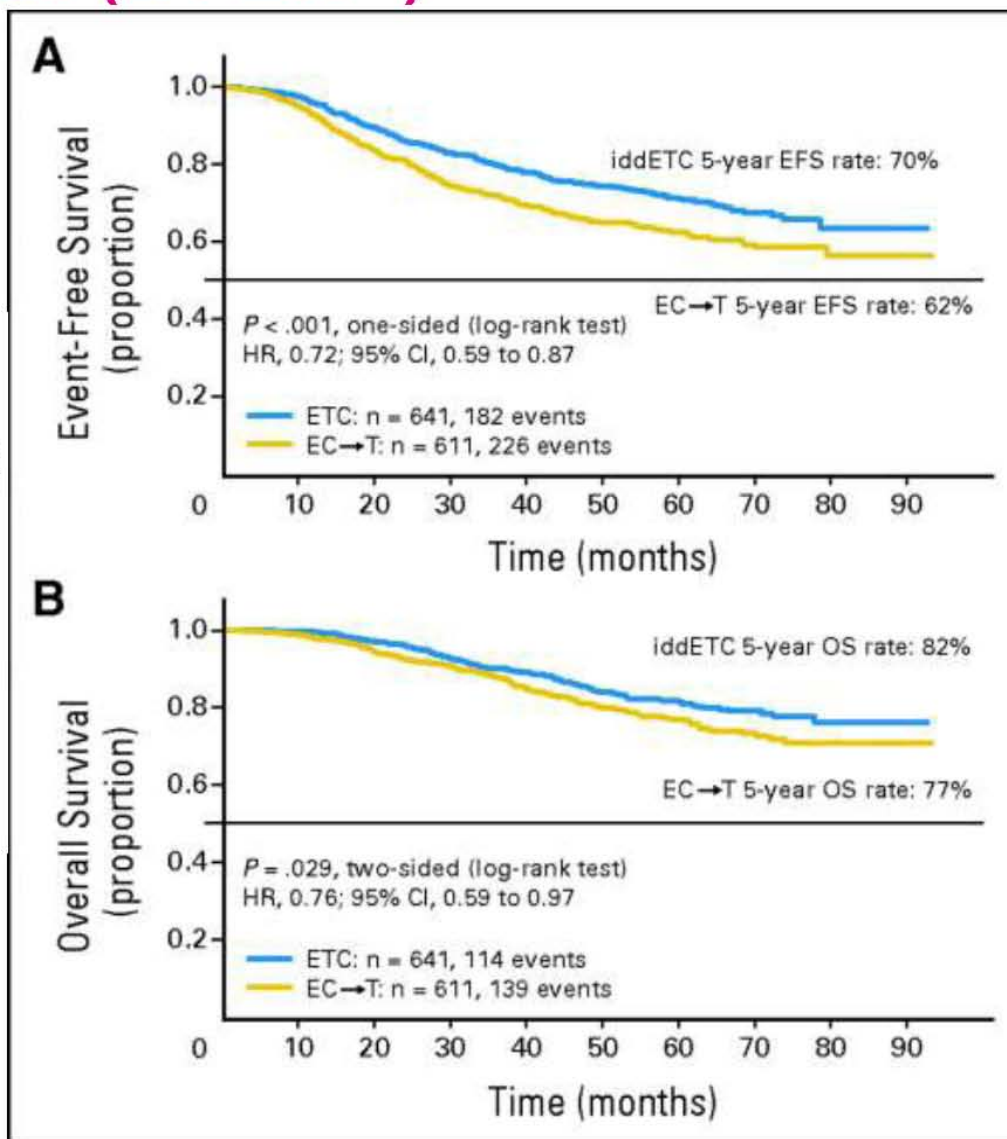 A
Event-Free Survival
(proportion)
1.0
0.8
0.6
0.4
0.2
0
iddETC 5-year EFS rate: 70%
EC→T 5-year EFS rate: 62%
P < .001, one-sided (log-rank test)
HR, 0.72; 95% CI, 0.59 to 0.87
ETC: n = 641, 182 events
EC→T: n = 611, 226 events
10 20 30 40 50 60 70 80 90
Time (months)
B
Overall Survival
(proportion)
1.0
0.8
0.6
0.4
0.2
0
iddETC 5-year OS rate: 82%
EC→T 5-year OS rate: 77%
P = .029, two-sided (log-rank test)
HR, 0.76; 95% CI, 0.59 to 0.97
ETC: n = 641, 114 events
EC→T: n = 611, 139 events
10 20 30 40 50 60 70 80 90
Time (months)